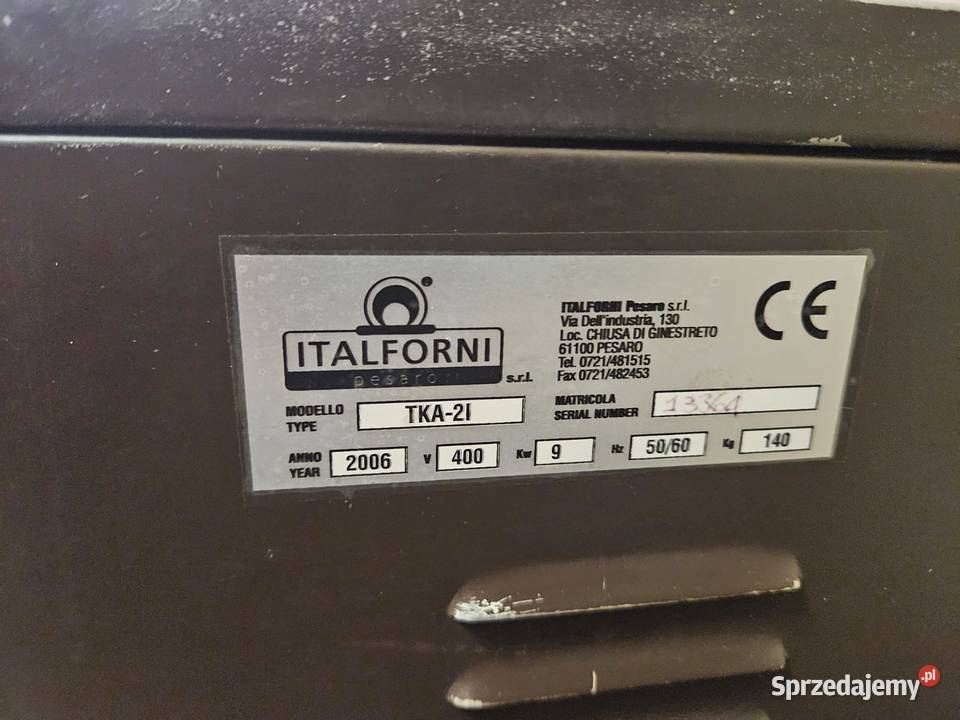 ITALFORNI
pesaro
s.r.l.
ITALFORNI Pesaro s.r.l.
Via Dell'industria, 130
Loc. CHIUSA DI GINESTRETO
61100 PESARO
Tel. 0721/481515
Fax 0721/482453
CE
MODELLO
TYPE
TKA-2I
MATRICOLA
SERIAL NUMBER
13364
ANNO
YEAR
2006
V
400
Kw
9
Hz
50/60
Kg
140
Sprzedajemy.pl